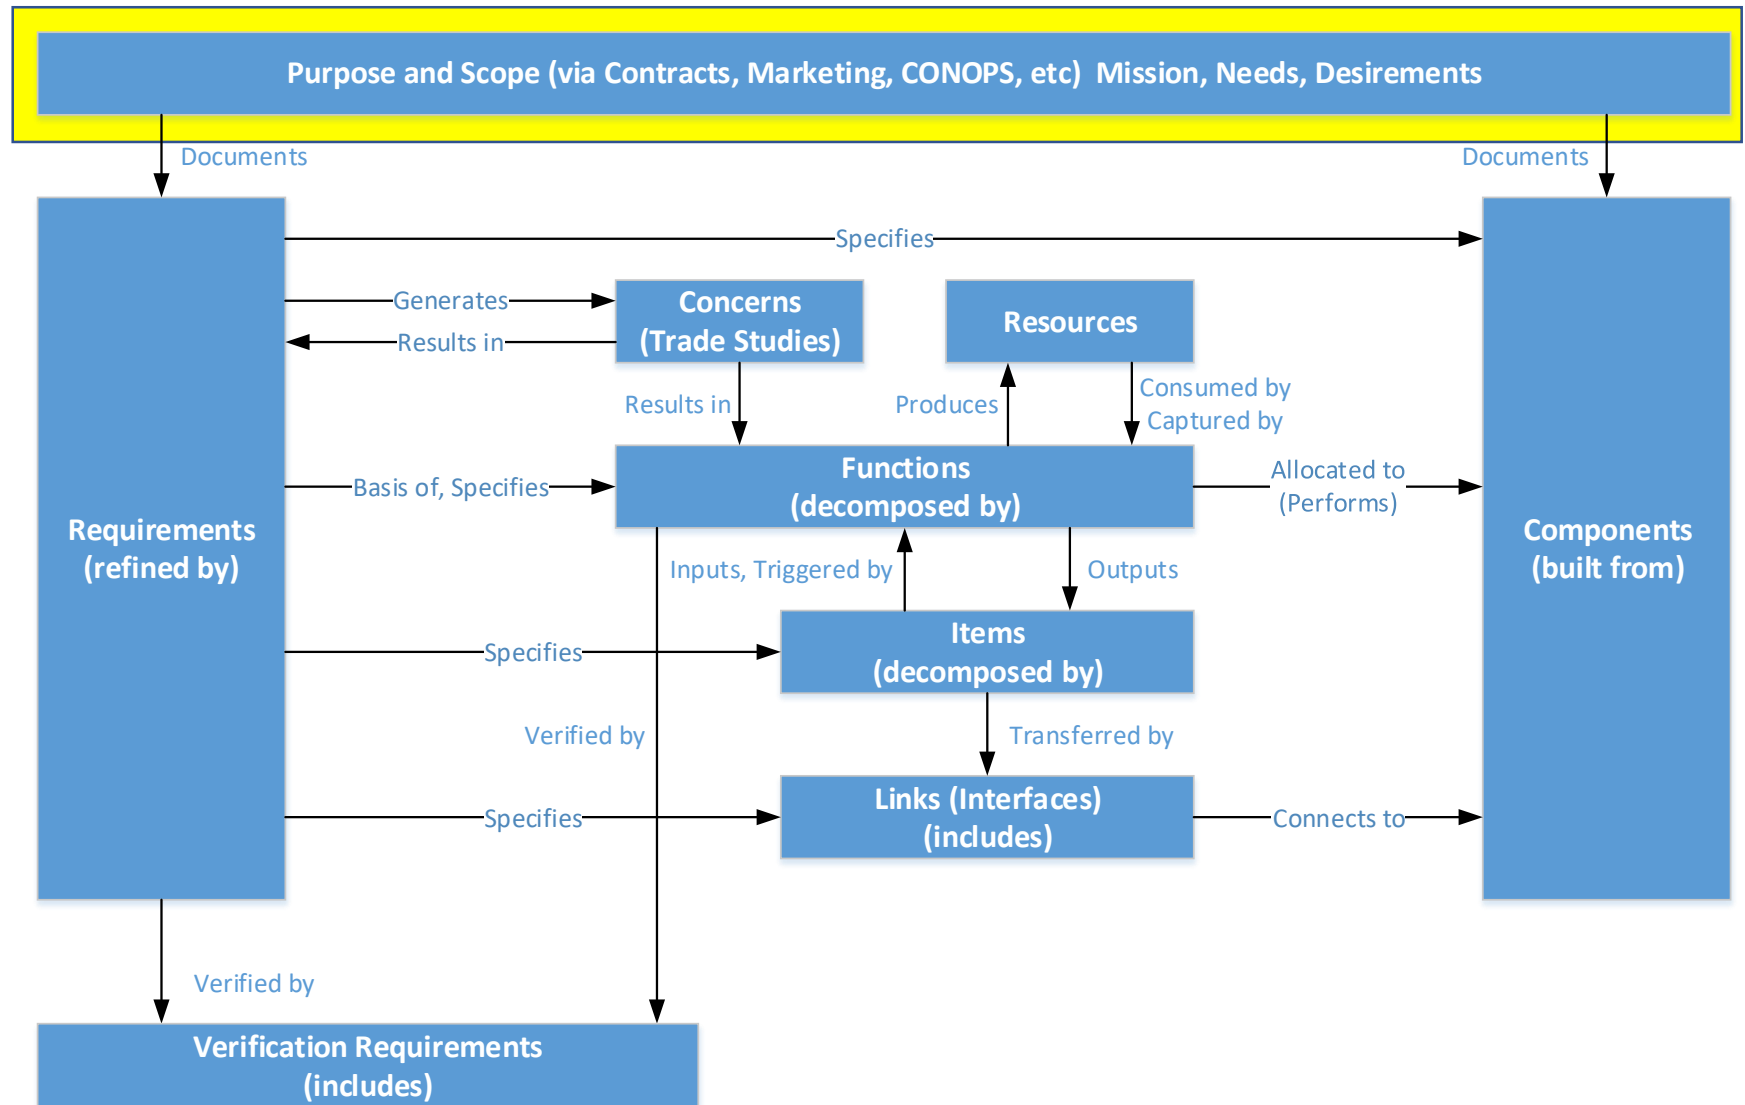 Purpose and Scope (via Contracts, Marketing, CONOPS, etc)  Mission, Needs, Desirements
Documents
Documents
Specifies
Generates
Concerns
(Trade Studies)
Resources
Results in
Results in
Produces
Consumed by
Captured by
Basis of, Specifies
Functions
(decomposed by)
Allocated to
(Performs)
Requirements
(refined by)
Components
(built from)
Inputs, Triggered by
Outputs
Specifies
Items
(decomposed by)
Verified by
Transferred by
Specifies
Links (Interfaces)
(includes)
Connects to
Verified by
Verification Requirements
(includes)